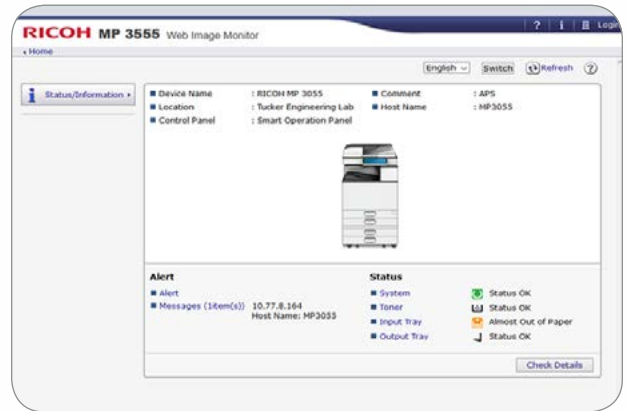 ? | i | Login
RICOH MP 3555 Web Image Monitor
Home
English Switch Refresh ?
Status/Information
Device Name : RICOH MP 3055 Comment : APS
Location : Tucker Engineering Lab Host Name : MP3055
Control Panel : Smart Operation Panel
Alert Status
Alert System Status OK
Messages (1item(s)) 10.77.8.164 Toner Status OK
Host Name: MP3055 Input Tray Almost Out of Paper
Output Tray Status OK
Check Details